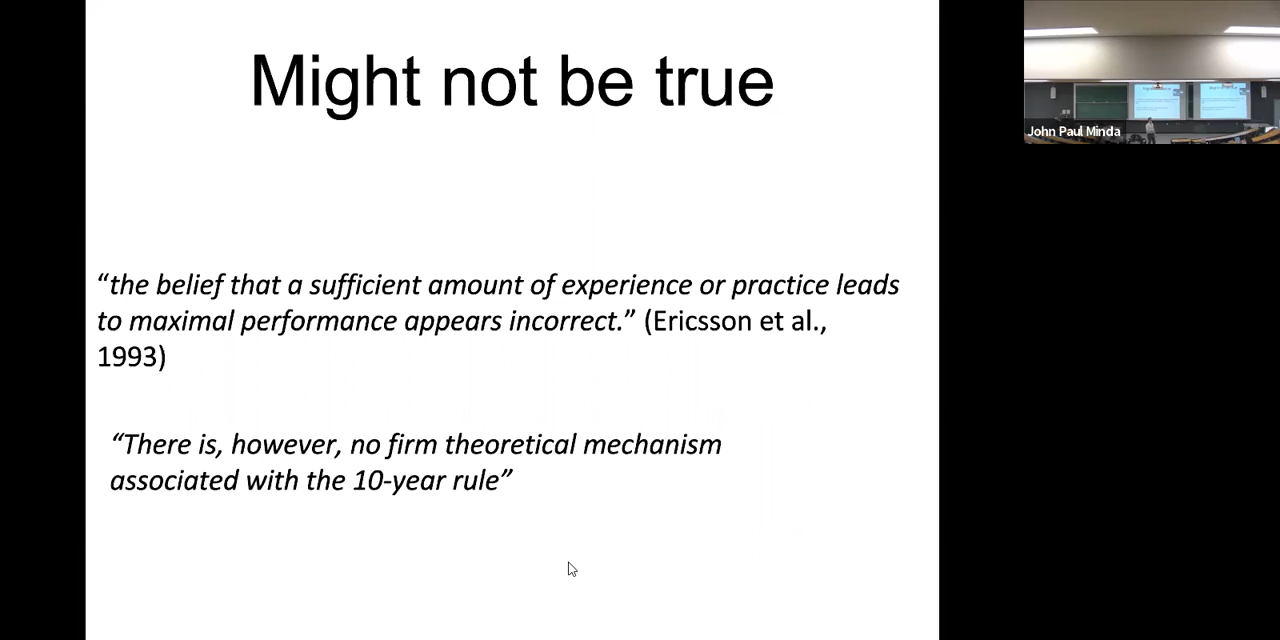 Might not be true
John Paul Minda
“the belief that a sufficient amount of experience or practice leads
to maximal performance appears incorrect.” (Ericsson et al.,
1993)
“There is, however, no firm theoretical mechanism
associated with the 10-year rule”